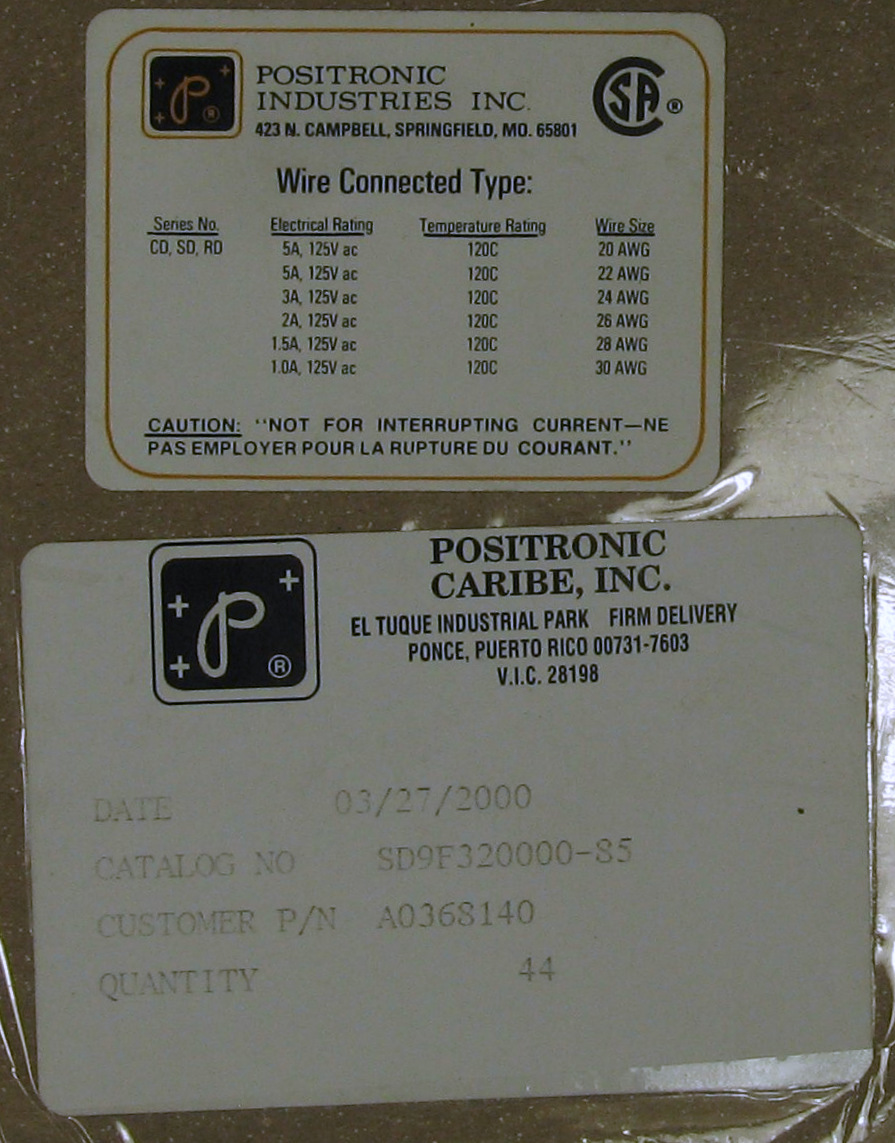 POSITRONIC
INDUSTRIES INC.
423 N. CAMPBELL, SPRINGFIELD, MO. 65801
P ®
SA ®
Wire Connected Type:
Series No. Electrical Rating Temperature Rating Wire Size
CD, SD, RD 5A, 125V ac 120C 20 AWG
5A, 125V ac 120C 22 AWG
3A, 125V ac 120C 24 AWG
2A, 125V ac 120C 26 AWG
1.5A, 125V ac 120C 28 AWG
1.0A, 125V ac 120C 30 AWG
CAUTION: "NOT FOR INTERRUPTING CURRENT—NE
PAS EMPLOYER POUR LA RUPTURE DU COURANT."
P ®
POSITRONIC
CARIBE, INC.
EL TUQUE INDUSTRIAL PARK FIRM DELIVERY
PONCE, PUERTO RICO 00731-7603
V.I.C. 28198
DATE 03/27/2000
CATALOG NO SD9F320000-85
CUSTOMER P/N A0368140
QUANTITY 44